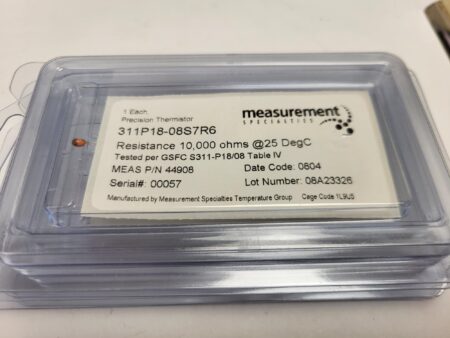 1 Each
Precision Thermistor
measurement
SPECIALTIES
311P18-08S7R6
Resistance 10,000 ohms @25 DegC
Tested per GSFC S311-P18/08 Table IV
MEAS P/N 44908 Date Code: 0804
Serial#: 00057 Lot Number: 08A23326
Manufactured by Measurement Specialties Temperature Group Cage Code 1L9U5